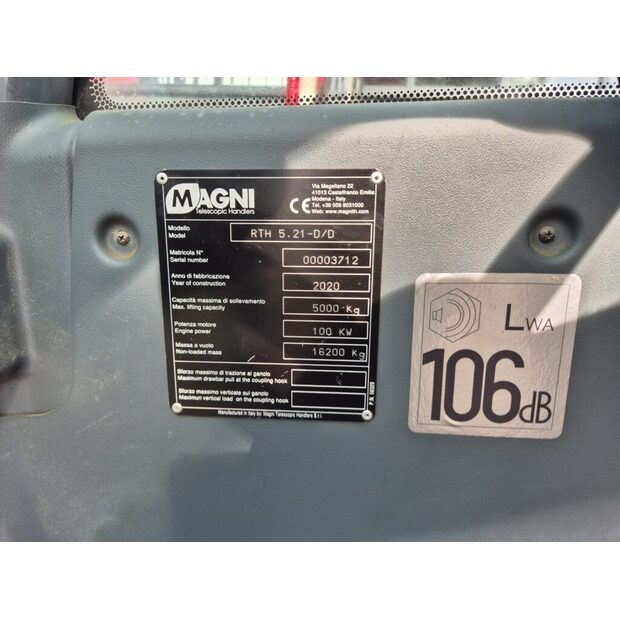 MAGNI
Telescopic Handlers
CE
Via Magellano 22
41013 Castelfranco Emilia
Modena - Italy
Tel. +39 059 8031000
Web: www.magnith.com
Modello
Model
RTH 5.21-D/D
Matricola N°
Serial number
00003712
Anno di fabbricazione
Year of construction
2020
Capacità massima di sollevamento
Max. lifting capacity
5000 Kg
Potenza motore
Engine power
100 KW
Massa a vuoto
Non-loaded mass
16200 Kg
Sforzo massimo di trazione al gancio
Maximum drawbar pull at the coupling hook
Sforzo massimo verticale sul gancio
Maximun vertical load on the coupling hook
P.N. 56329
Manufactured in Italy by: Magni Telescopic Handlers S.r.l.
LWA
106dB